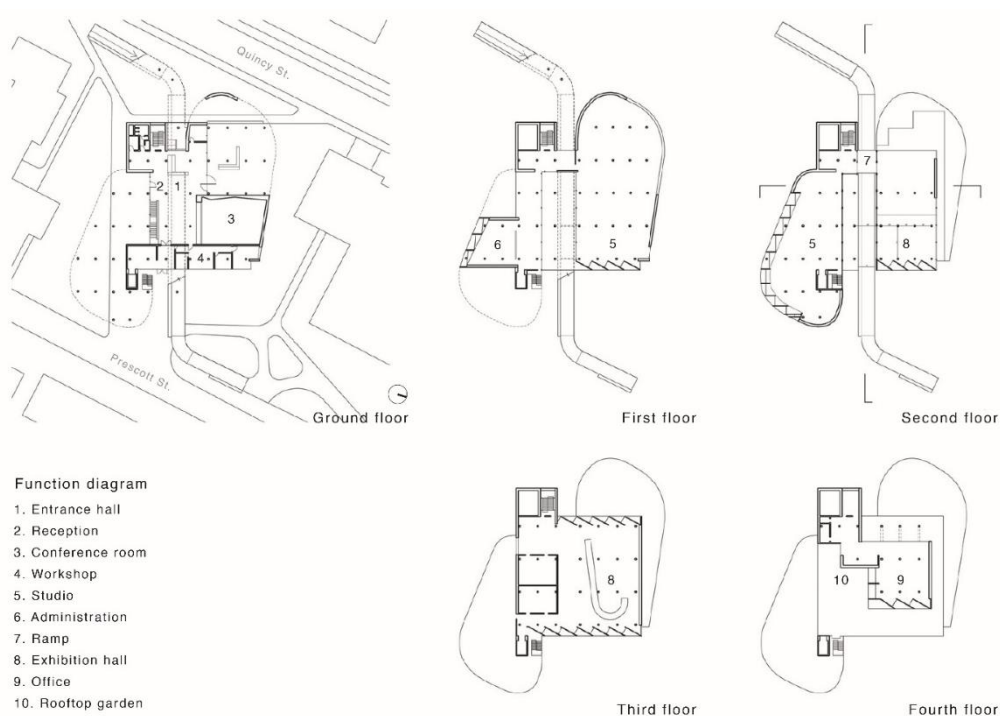 Quincy St.
1
2
3
4
Prescott St.
Ground floor
6
5
First floor
7
5
8
Second floor
Function diagram
1. Entrance hall
2. Reception
3. Conference room
4. Workshop
5. Studio
6. Administration
7. Ramp
8. Exhibition hall
9. Office
10. Rooftop garden
8
Third floor
10
9
Fourth floor